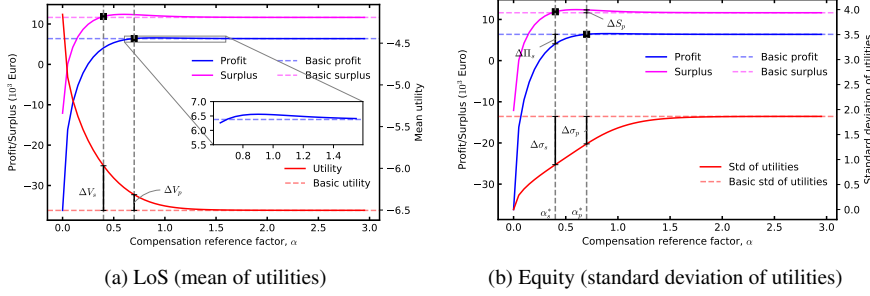 (a)
10
0
−10
−20
−30
Profit/Surplus (10³ Euro)
Profit
Surplus
Basic profit
Basic surplus
7.0
6.5
6.0
5.5
1.0
1.5
Utility
Basic utility
ΔVₛ
ΔVₚ
−4.5
−5.0
−5.5
−6.0
−6.5
Mean utility
0.0 0.5 1.0 1.5 2.0 2.5 3.0
Compensation reference factor, α
(a) LoS (mean of utilities)
(b)
10
0
−10
−20
−30
Profit/Surplus (10³ Euro)
ΔSₚ
ΔΠₛ
Profit
Surplus
Basic profit
Basic surplus
Δσₛ
Δσₚ
Std of utilities
Basic std of utilities
αₛ*
αₚ*
4.0
3.5
3.0
2.5
2.0
1.5
1.0
0.5
0.0
Standard deviation of utilities
0.0 0.5 1.0 1.5 2.0 2.5 3.0
Compensation reference factor, α
(b) Equity (standard deviation of utilities)